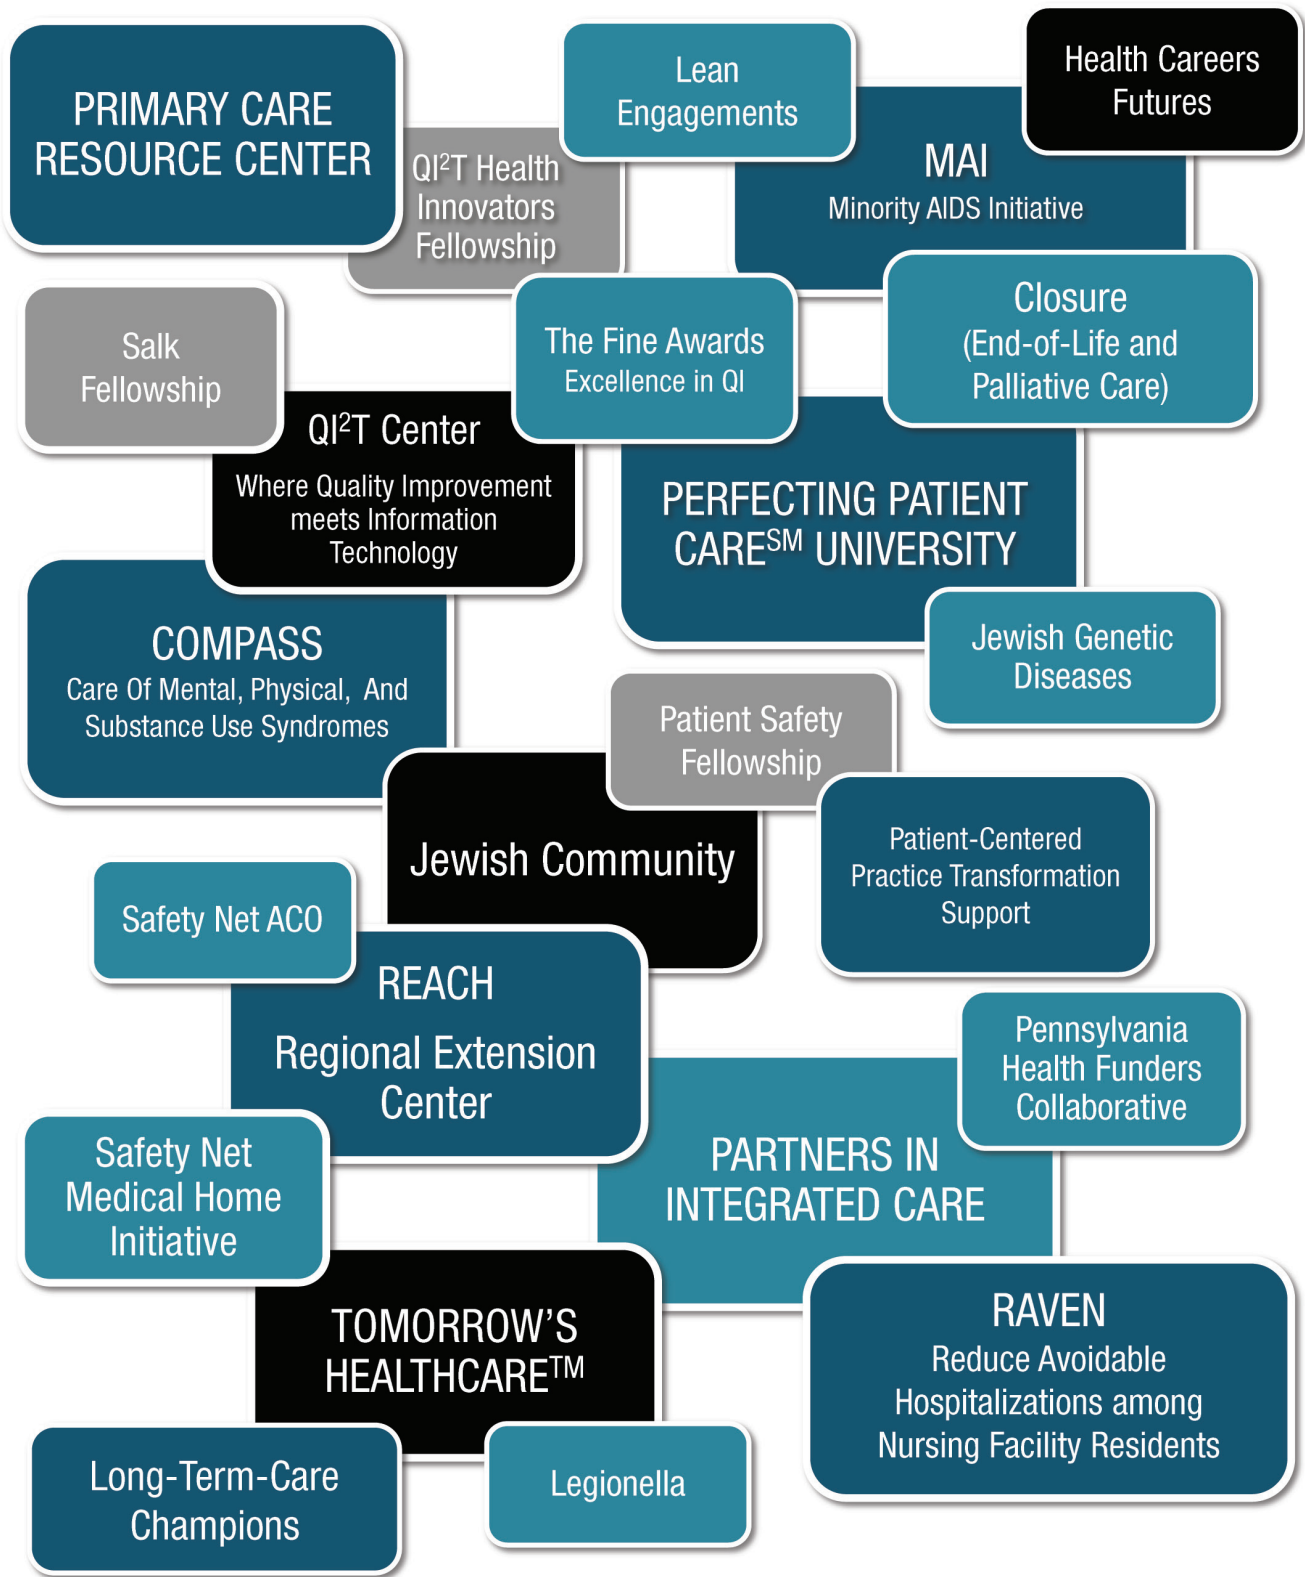 PRIMARY CARE
RESOURCE CENTER
Lean
Engagements
Health Careers
Futures
QI²T Health
Innovators
Fellowship
MAI
Minority AIDS Initiative
Salk
Fellowship
The Fine Awards
Excellence in QI
Closure
(End-of-Life and
Palliative Care)
QI²T Center
Where Quality Improvement
meets Information
Technology
PERFECTING PATIENT
CARE℠ UNIVERSITY
COMPASS
Care Of Mental, Physical, And
Substance Use Syndromes
Jewish Genetic
Diseases
Patient Safety
Fellowship
Jewish Community
Patient-Centered
Practice Transformation
Support
Safety Net ACO
REACH
Regional Extension
Center
Pennsylvania
Health Funders
Collaborative
Safety Net
Medical Home
Initiative
PARTNERS IN
INTEGRATED CARE
TOMORROW’S
HEALTHCARE™
RAVEN
Reduce Avoidable
Hospitalizations among
Nursing Facility Residents
Long-Term-Care
Champions
Legionella